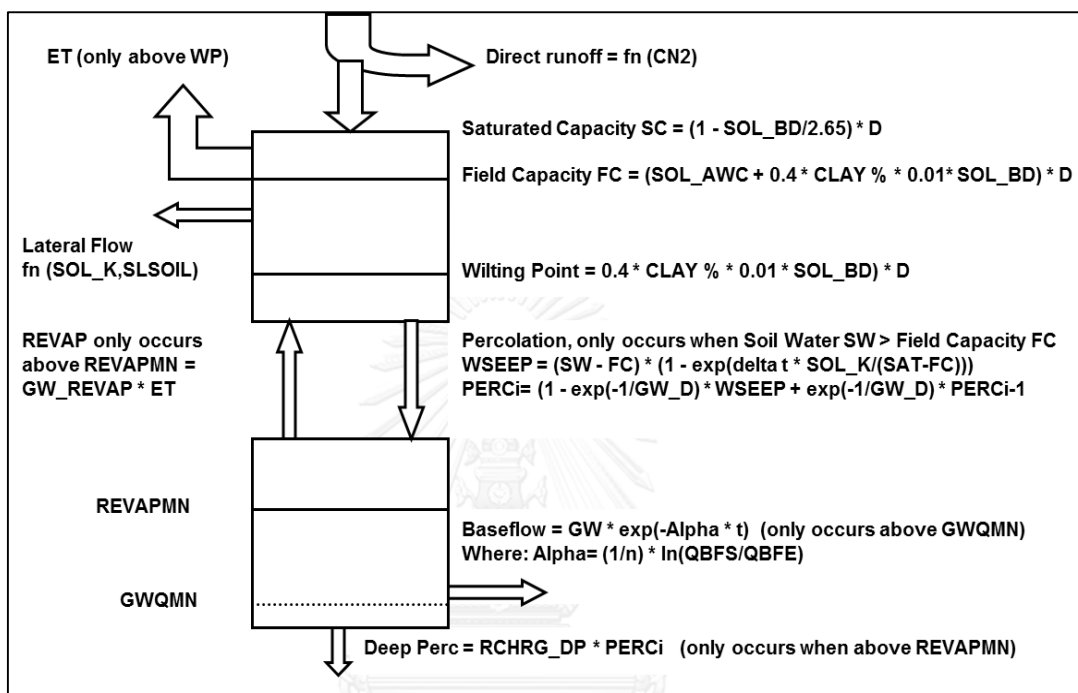 ET (only above WP)
Direct runoff = fn (CN2)
Saturated Capacity SC = (1 - SOL_BD/2.65) * D
Field Capacity FC = (SOL_AWC + 0.4 * CLAY % * 0.01* SOL_BD) * D
Lateral Flow
fn (SOL_K,SLSOIL)
Wilting Point = 0.4 * CLAY % * 0.01 * SOL_BD) * D
REVAP only occurs
above REVAPMN =
GW_REVAP * ET
Percolation, only occurs when Soil Water SW > Field Capacity FC
WSEEP = (SW - FC) * (1 - exp(delta t * SOL_K/(SAT-FC)))
PERCi= (1 - exp(-1/GW_D) * WSEEP + exp(-1/GW_D) * PERCi-1
REVAPMN
Baseflow = GW * exp(-Alpha * t) (only occurs above GWQMN)
Where: Alpha= (1/n) * ln(QBFS/QBFE)
GWQMN
Deep Perc = RCHRG_DP * PERCi (only occurs when above REVAPMN)